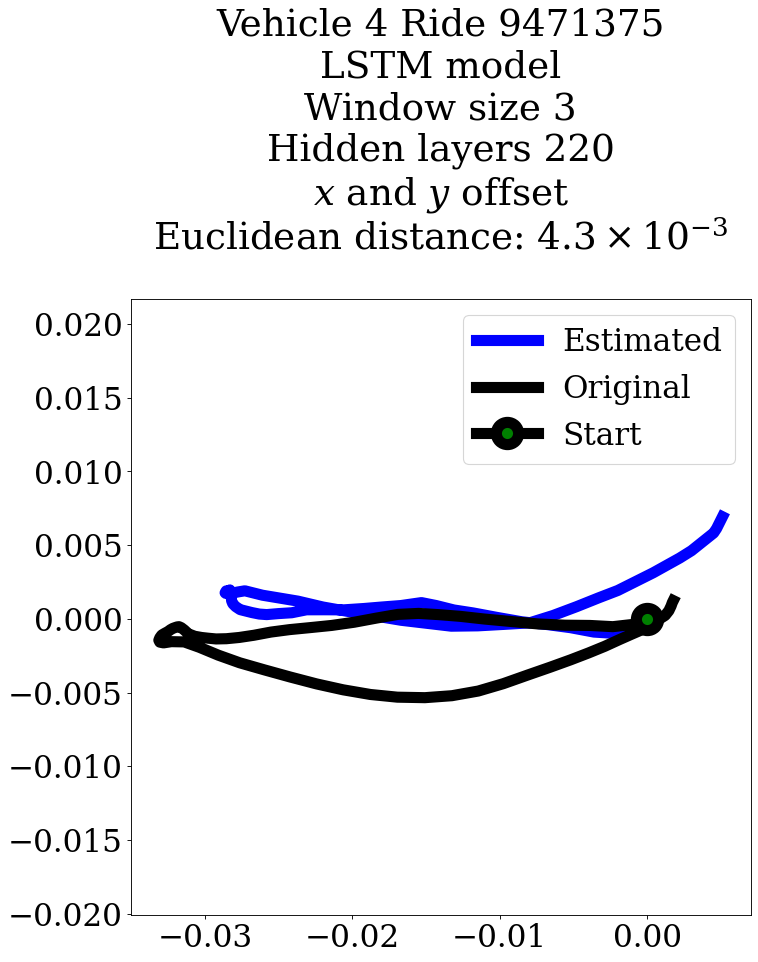 Vehicle 4 Ride 9471375
LSTM model
Window size 3
Hidden layers 220
x and y offset
Euclidean distance: 4.3 × 10⁻³
Estimated
Original
Start
0.020
0.015
0.010
0.005
0.000
−0.005
−0.010
−0.015
−0.020
−0.03 −0.02 −0.01 0.00